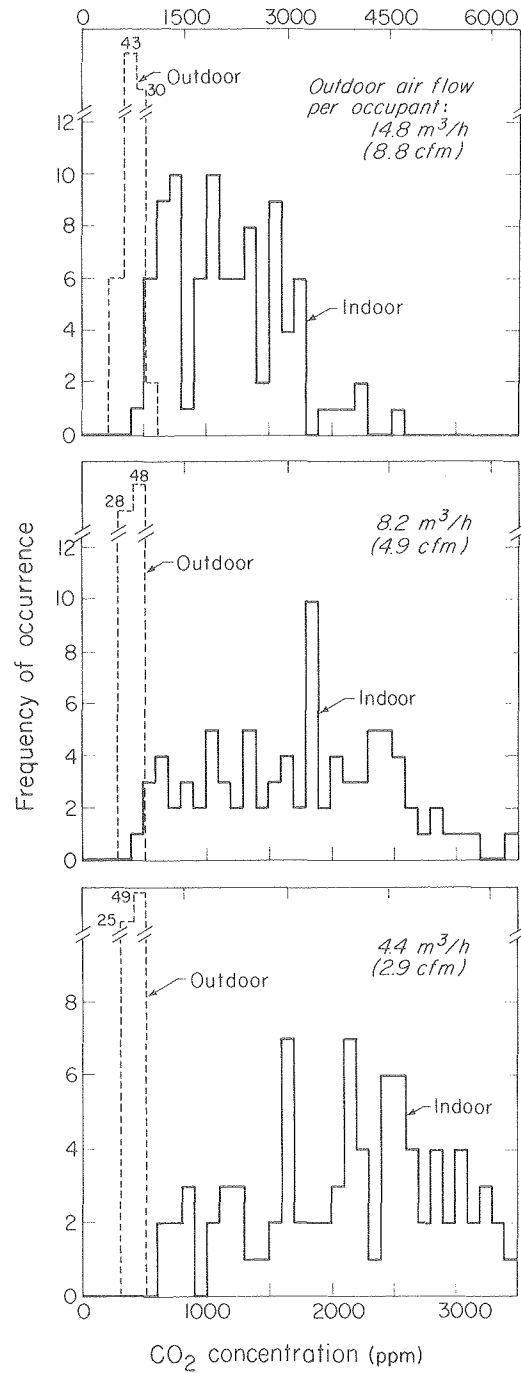 0 1500 3000 4500 6000
43
Outdoor
30
Outdoor air flow
per occupant:
14.8 m³/h
(8.8 cfm)
12
10
8
6
Indoor
4
2
0
48
28
8.2 m³/h
(4.9 cfm)
12
Outdoor
10
8
Indoor
6
4
2
0
Frequency of occurrence
49
25
4.4 m³/h
(2.9 cfm)
Outdoor
8
6
Indoor
4
2
0
0 1000 2000 3000
CO₂ concentration (ppm)